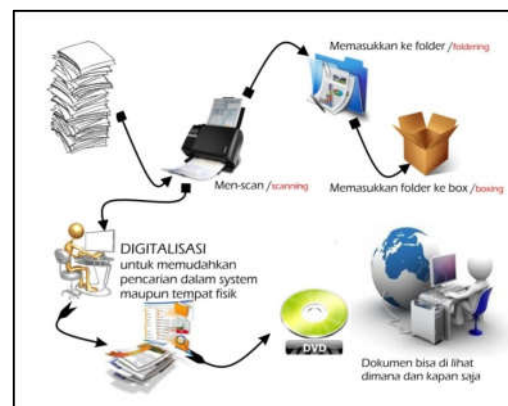 Memasukkan ke folder /foldering
Men-scan /scanning
Memasukkan folder ke box /boxing
DIGITALISASI
untuk memudahkan
pencarian dalam system
maupun tempat fisik
DVD
Dokumen bisa di lihat
dimana dan kapan saja